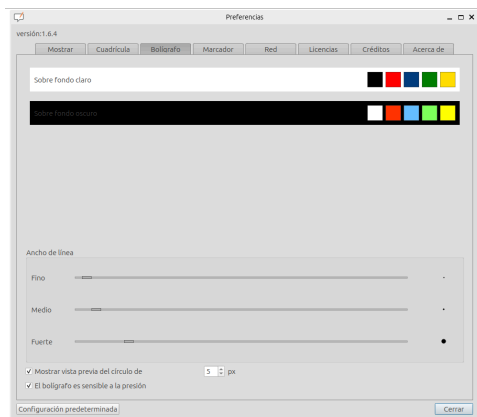 Preferencias
versión:1.6.4
Mostrar Cuadrícula Bolígrafo Marcador Red Licencias Créditos Acerca de
Sobre fondo claro
Sobre fondo oscuro
Ancho de línea
Fino
Medio
Fuerte
Mostrar vista previa del círculo de 5 px
El bolígrafo es sensible a la presión
Configuración predeterminada Cerrar